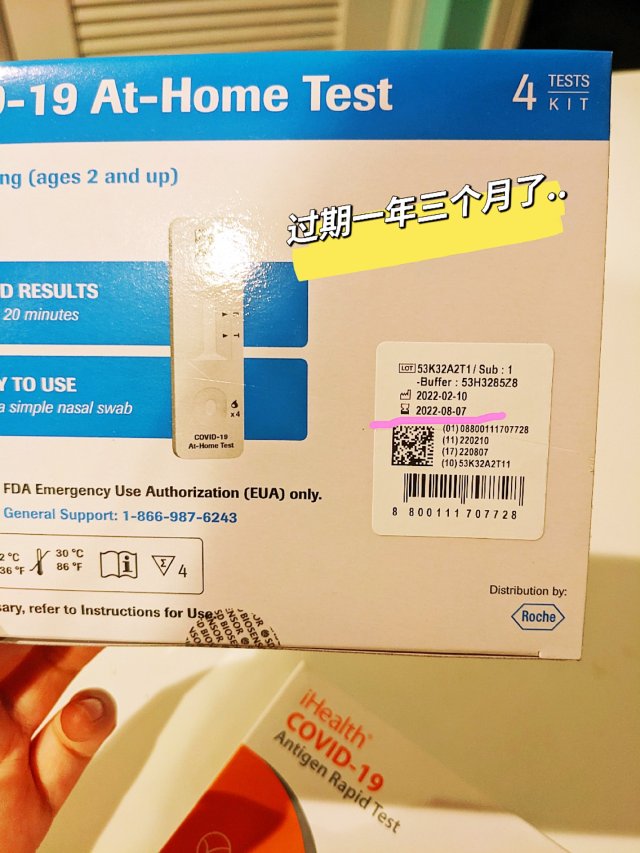 -19 At-Home Test
4 TESTS
KIT
ng (ages 2 and up)
过期一年三个月了..
D RESULTS
20 minutes
Y TO USE
a simple nasal swab
x4
COVID-19
At-Home Test
LOT 53K32A2T1 / Sub : 1
-Buffer : 53H3285Z8
2022-02-10
2022-08-07
(01)08800111707728
(11)220210
(17)220807
(10)53K32A2T11
8 800111 707728
FDA Emergency Use Authorization (EUA) only.
General Support: 1-866-987-6243
2 °C
36 °F
30 °C
86 °F
Σ 4
ary, refer to Instructions for Use
Distribution by:
Roche
iHealth®
COVID-19
Antigen Rapid Test